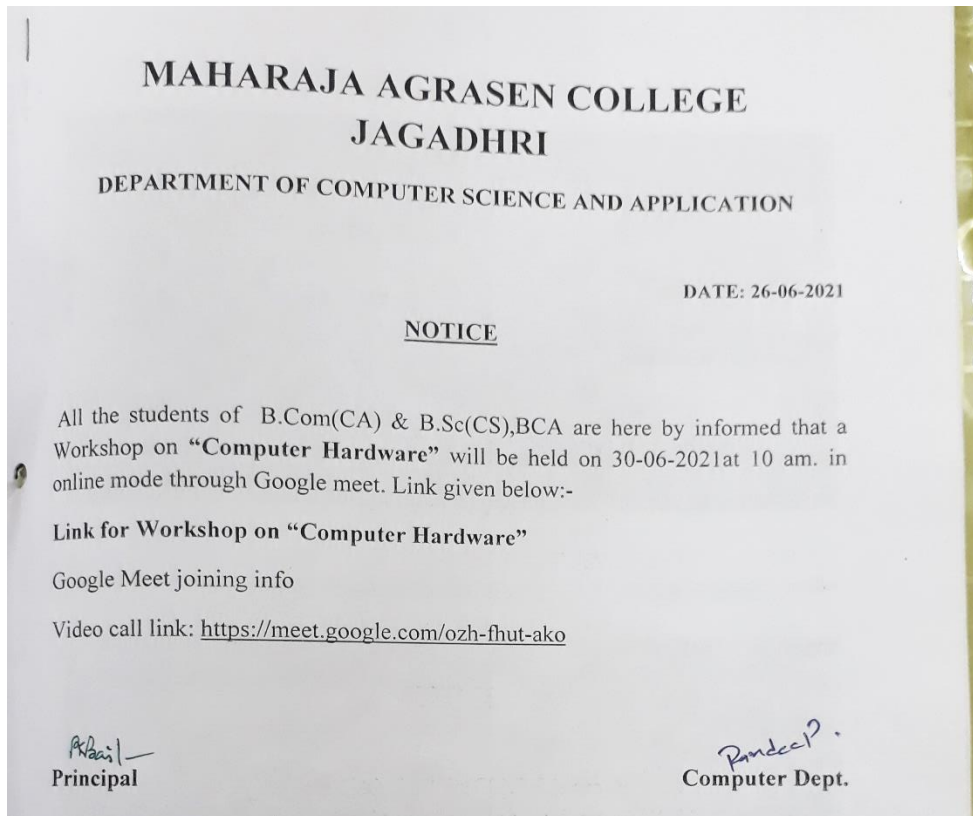 MAHARAJA AGRASEN COLLEGE
JAGADHRI
DEPARTMENT OF COMPUTER SCIENCE AND APPLICATION
DATE: 26-06-2021
NOTICE
All the students of B.Com(CA) & B.Sc(CS),BCA are here by informed that a
Workshop on “Computer Hardware” will be held on 30-06-2021at 10 am. in
online mode through Google meet. Link given below:-
Link for Workshop on “Computer Hardware”
Google Meet joining info
Video call link: https://meet.google.com/ozh-fhut-ako
Principal
Computer Dept.